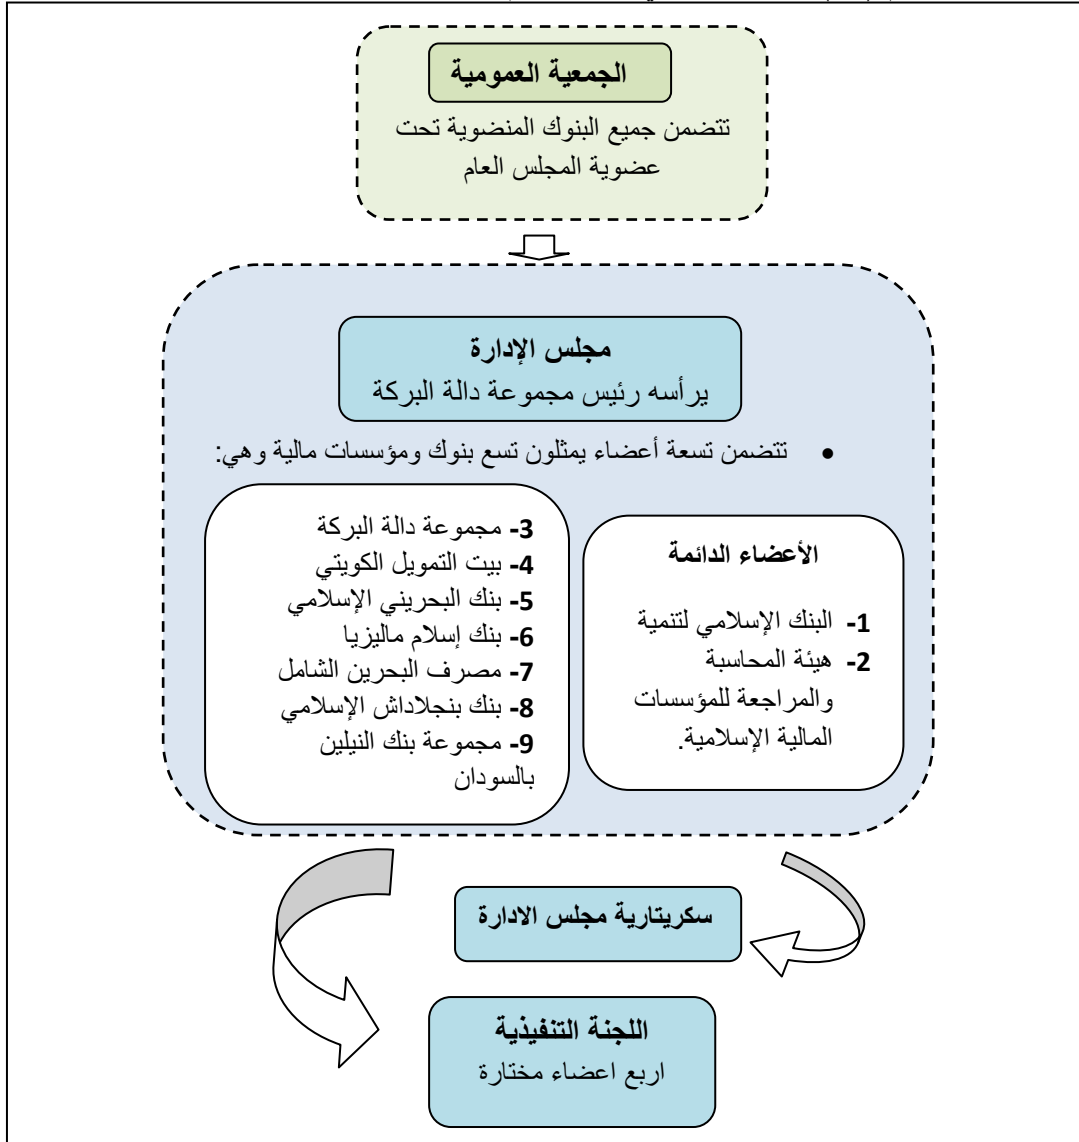 الجمعية العمومية
تتضمن جميع البنوك المنضوية تحت
عضوية المجلس العام
مجلس الإدارة
يرأسه رئيس مجموعة دالة البركة
• تتضمن تسعة أعضاء يمثلون تسع بنوك ومؤسسات مالية وهي:
الأعضاء الدائمة
1- البنك الإسلامي لتنمية
2- هيئة المحاسبة
والمراجعة للمؤسسات
المالية الإسلامية.
3- مجموعة دالة البركة
4- بيت التمويل الكويتي
5- بنك البحريني الإسلامي
6- بنك إسلام ماليزيا
7- مصرف البحرين الشامل
8- بنك بنجلاداش الإسلامي
9- مجموعة بنك النيلين
بالسودان
سكريتارية مجلس الادارة
اللجنة التنفيذية
اربع اعضاء مختارة